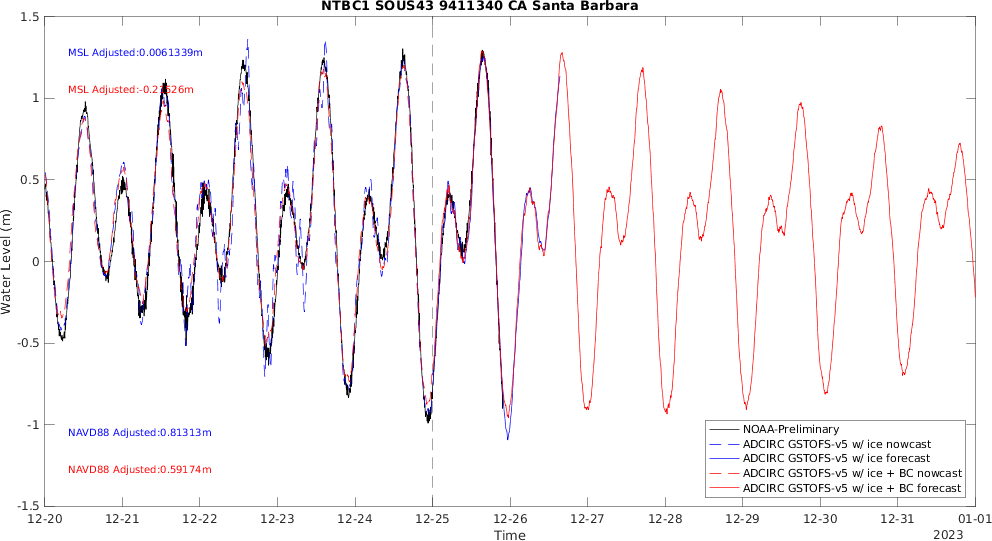 NTBC1 SOUS43 9411340 CA Santa Barbara
1.5
1
0.5
0
-0.5
-1
-1.5
Water Level (m)
MSL Adjusted:0.0061339m
NAVD88 Adjusted:0.81313m
NAVD88 Adjusted:0.59174m
NOAA-Preliminary
ADCIRC GSTOFS-v5 w/ ice nowcast
ADCIRC GSTOFS-v5 w/ ice forecast
ADCIRC GSTOFS-v5 w/ ice + BC nowcast
ADCIRC GSTOFS-v5 w/ ice + BC forecast
12-20 12-21 12-22 12-23 12-24 12-25 12-26 12-27 12-28 12-29 12-30 12-31 01-01
Time
2023
MSL Adjusted